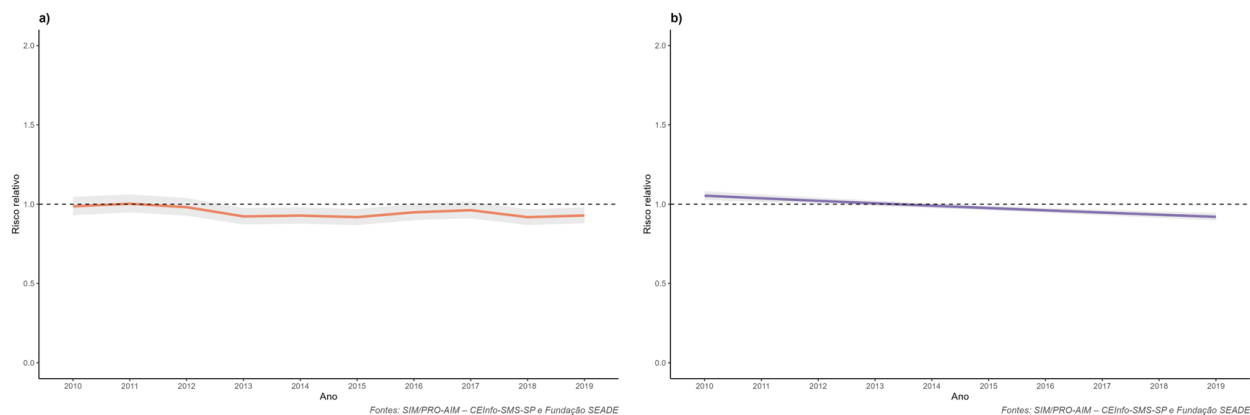 a)
2.0
1.5
1.0
0.5
0.0
Risco relativo
2010 2011 2012 2013 2014 2015 2016 2017 2018 2019
Ano
Fontes: SIM/PRO-AIM – CEInfo-SMS-SP e Fundação SEADE
b)
2.0
1.5
1.0
0.5
0.0
Risco relativo
2010 2011 2012 2013 2014 2015 2016 2017 2018 2019
Ano
Fontes: SIM/PRO-AIM – CEInfo-SMS-SP e Fundação SEADE